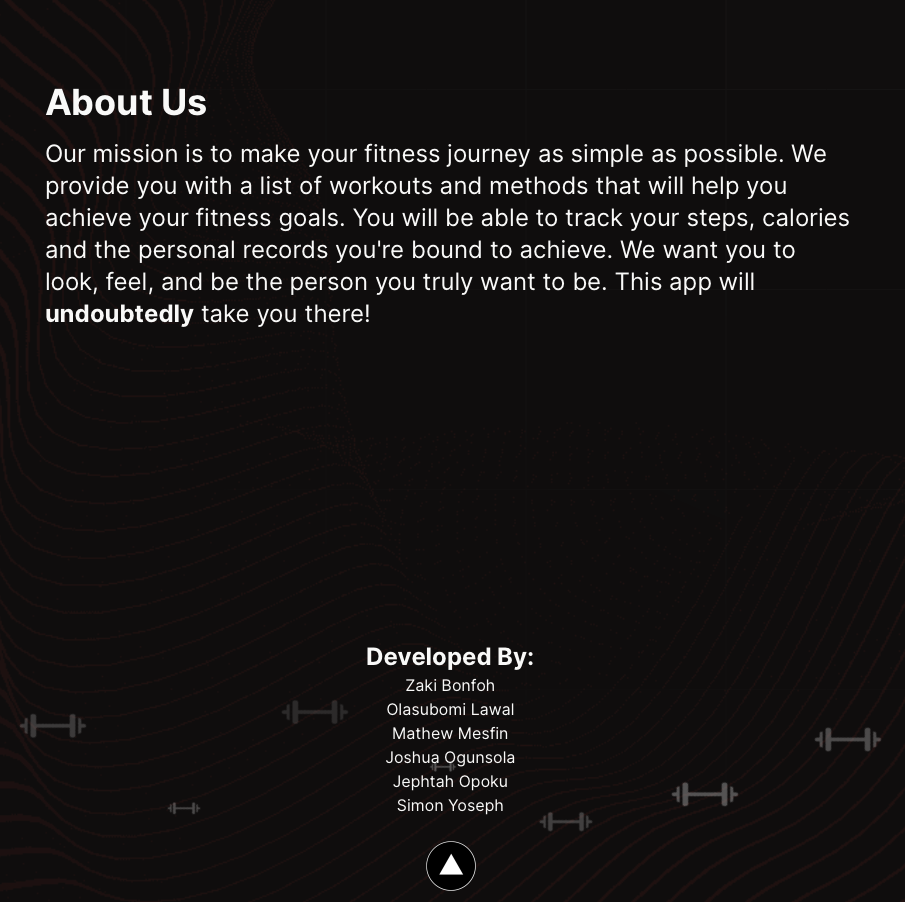 About Us
Our mission is to make your fitness journey as simple as possible. We
provide you with a list of workouts and methods that will help you
achieve your fitness goals. You will be able to track your steps, calories
and the personal records you're bound to achieve. We want you to
look, feel, and be the person you truly want to be. This app will
undoubtedly take you there!
Developed By:
Zaki Bonfoh
Olasubomi Lawal
Mathew Mesfin
Joshua Ogunsola
Jephtah Opoku
Simon Yoseph